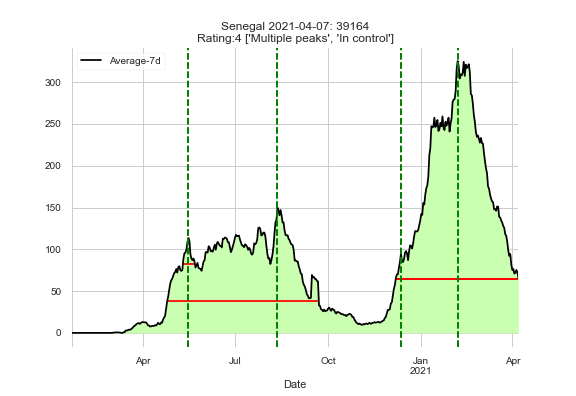 Senegal 2021-04-07: 39164
Rating:4 ['Multiple peaks', 'In control']
Average-7d
300
250
200
150
100
50
0
Apr Jul Oct Jan Apr
2021
Date